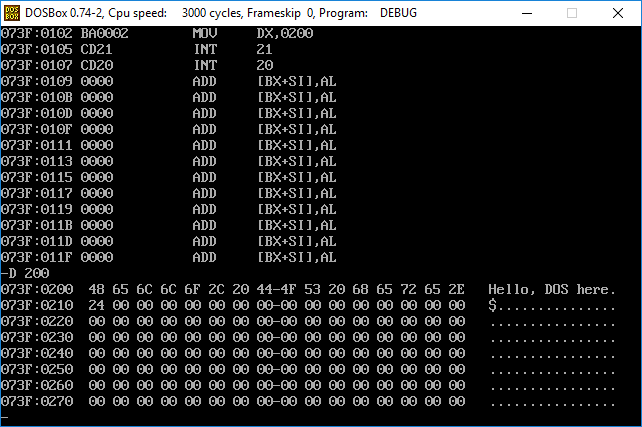 DOSBox 0.74-2, Cpu speed:    3000 cycles, Frameskip  0, Program:    DEBUG
073F:0102 BA0002        MOV     DX,0200
073F:0105 CD21          INT     21
073F:0107 CD20          INT     20
073F:0109 0000          ADD     [BX+SI],AL
073F:010B 0000          ADD     [BX+SI],AL
073F:010D 0000          ADD     [BX+SI],AL
073F:010F 0000          ADD     [BX+SI],AL
073F:0111 0000          ADD     [BX+SI],AL
073F:0113 0000          ADD     [BX+SI],AL
073F:0115 0000          ADD     [BX+SI],AL
073F:0117 0000          ADD     [BX+SI],AL
073F:0119 0000          ADD     [BX+SI],AL
073F:011B 0000          ADD     [BX+SI],AL
073F:011D 0000          ADD     [BX+SI],AL
073F:011F 0000          ADD     [BX+SI],AL
-D 200
073F:0200  48 65 6C 6C 6F 2C 20 44-4F 53 20 68 65 72 65 2E   Hello, DOS here.
073F:0210  24 00 00 00 00 00 00 00-00 00 00 00 00 00 00 00   $...............
073F:0220  00 00 00 00 00 00 00 00-00 00 00 00 00 00 00 00   ................
073F:0230  00 00 00 00 00 00 00 00-00 00 00 00 00 00 00 00   ................
073F:0240  00 00 00 00 00 00 00 00-00 00 00 00 00 00 00 00   ................
073F:0250  00 00 00 00 00 00 00 00-00 00 00 00 00 00 00 00   ................
073F:0260  00 00 00 00 00 00 00 00-00 00 00 00 00 00 00 00   ................
073F:0270  00 00 00 00 00 00 00 00-00 00 00 00 00 00 00 00   ................
-